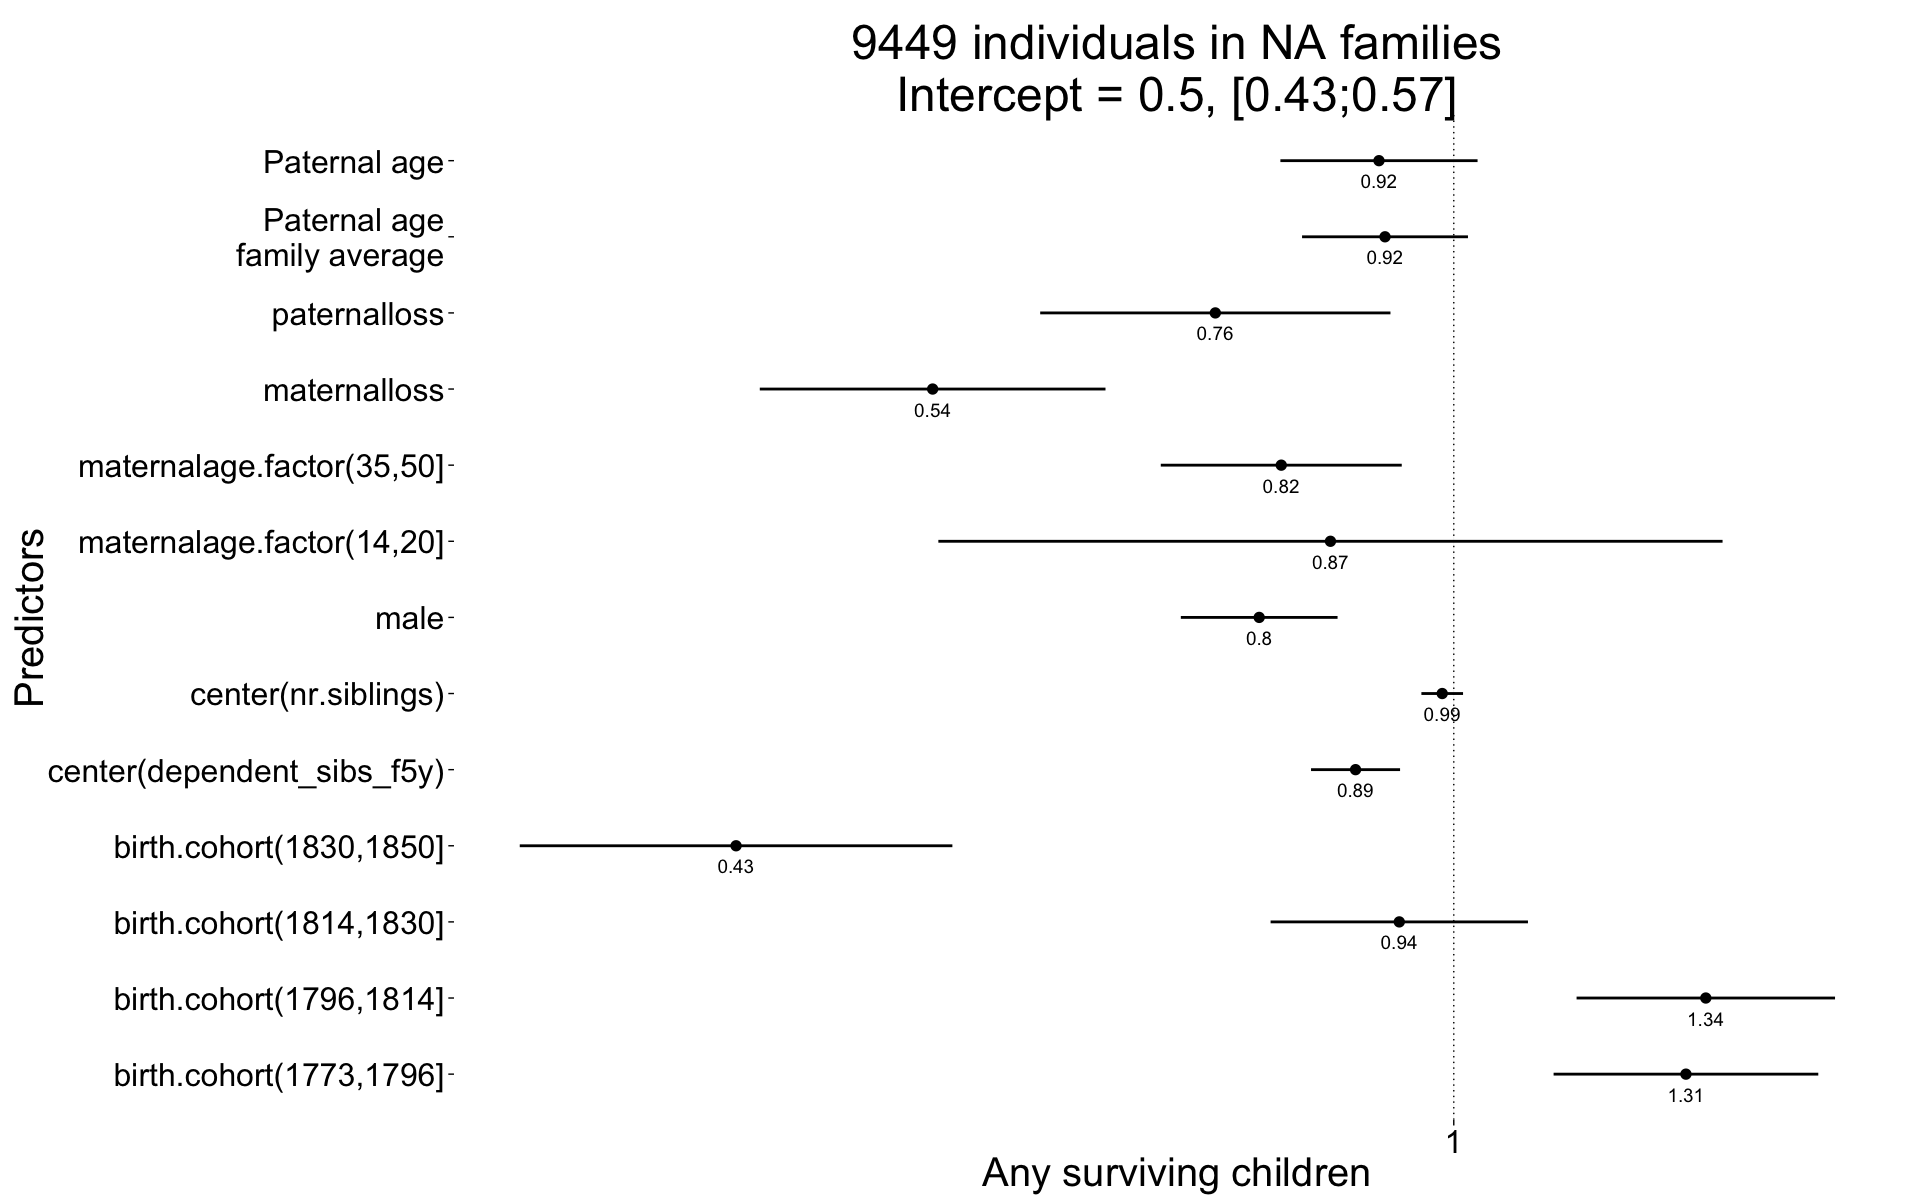 9449 individuals in NA families
Intercept = 0.5, [0.43;0.57]
Predictors
Paternal age
0.92
Paternal age
family average
0.92
paternalloss
0.76
maternalloss
0.54
maternalage.factor(35,50]
0.82
maternalage.factor(14,20]
0.87
male
0.8
center(nr.siblings)
0.99
center(dependent_sibs_f5y)
0.89
birth.cohort(1830,1850]
0.43
birth.cohort(1814,1830]
0.94
birth.cohort(1796,1814]
1.34
birth.cohort(1773,1796]
1.31
1
Any surviving children